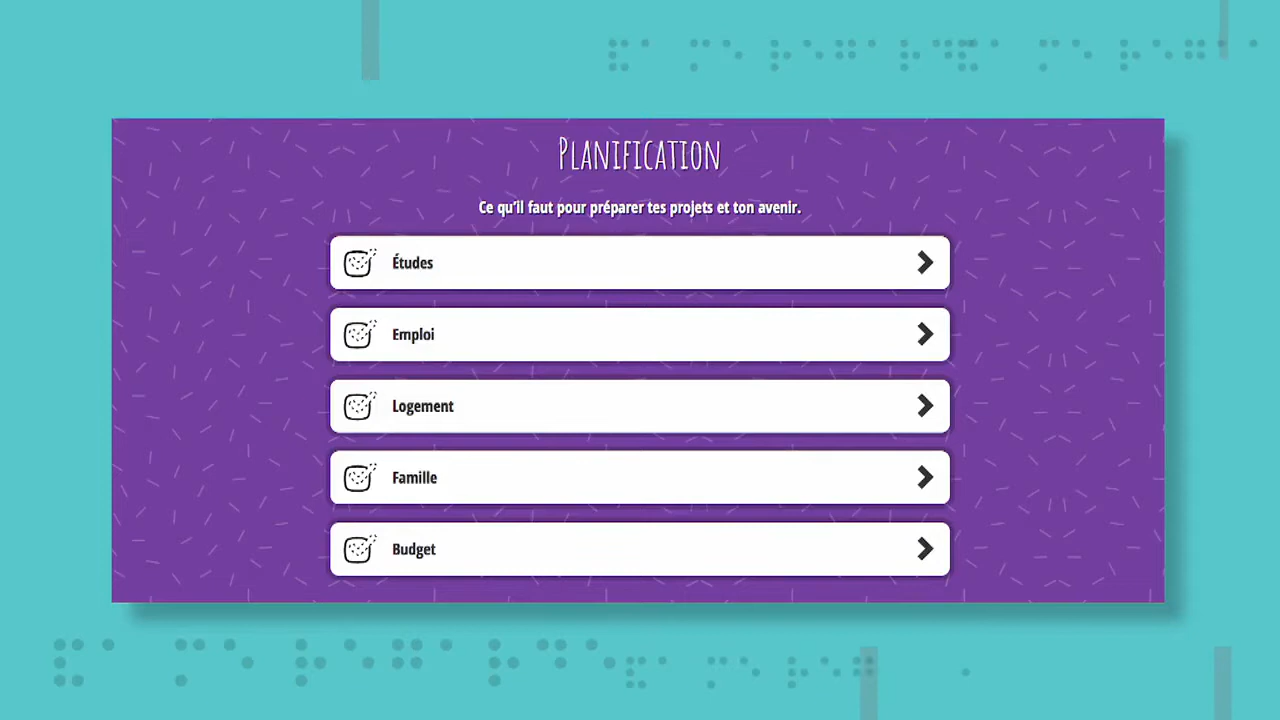 Planification
Ce qu'il faut pour préparer tes projets et ton avenir.
Études
Emploi
Logement
Famille
Budget